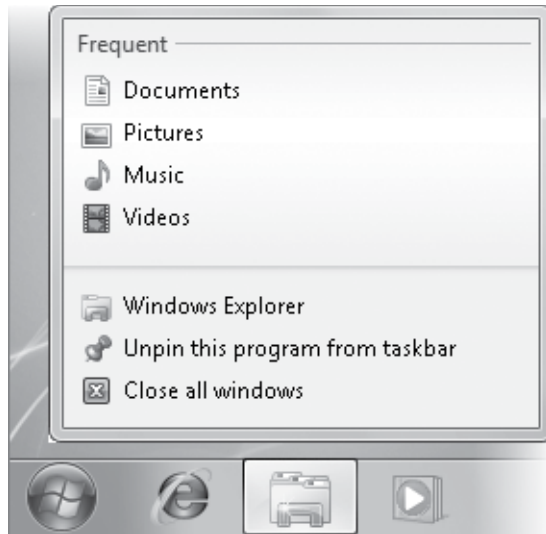 Frequent
Documents
Pictures
Music
Videos
Windows Explorer
Unpin this program from taskbar
Close all windows